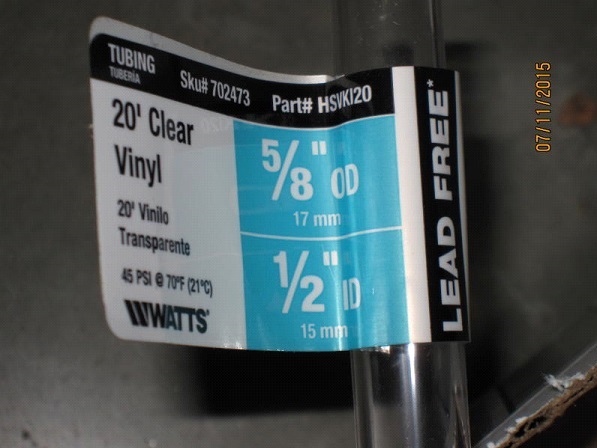 TUBING
TUBERÍA
Sku# 702473
Part# HSVKI20
20' Clear
Vinyl
20' Vinilo
Transparente
45 PSI @ 70°F (21°C)
WATTS®
5/8" OD
17 mm
1/2" ID
15 mm
LEAD FREE*
07/11/2015